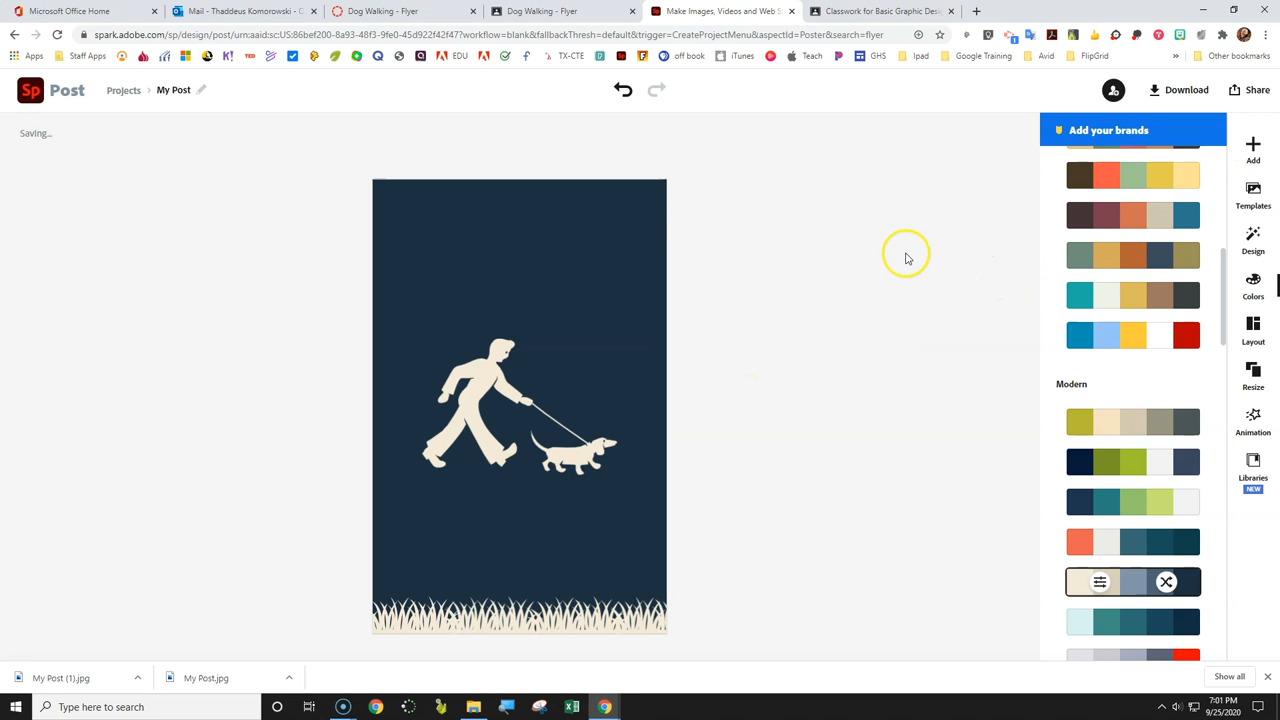 Microsoft Office Home
Mail - Thaddeus Komorowski - O
Dog Walking - Flyer
Dog Walking - Flyer
Make Images, Videos and Web S
Classwork for Basic Graphic Desi
spark.adobe.com/sp/design/post/urn:aaid:sc:US:86bef200-8a93-48f3-9fe0-45d922f42f47?workflow=blank&fallbackThresh=default&trigger=CreateProjectMenu&aspectId=Poster&search=flyer
Apps
Staff Apps
TED
EDU
TX-CTE
off book
iTunes
Teach
GHS
Ipad
Google Training
Avid
FlipGrid
Other bookmarks
Sp
Post
Projects
My Post
Download
Share
Saving...
Add your brands
Add
Templates
Design
Colors
Layout
Resize
Modern
Animation
Libraries
NEW
My Post (1).jpg
My Post.jpg
Show all
Type here to search
7:01 PM
9/25/2020